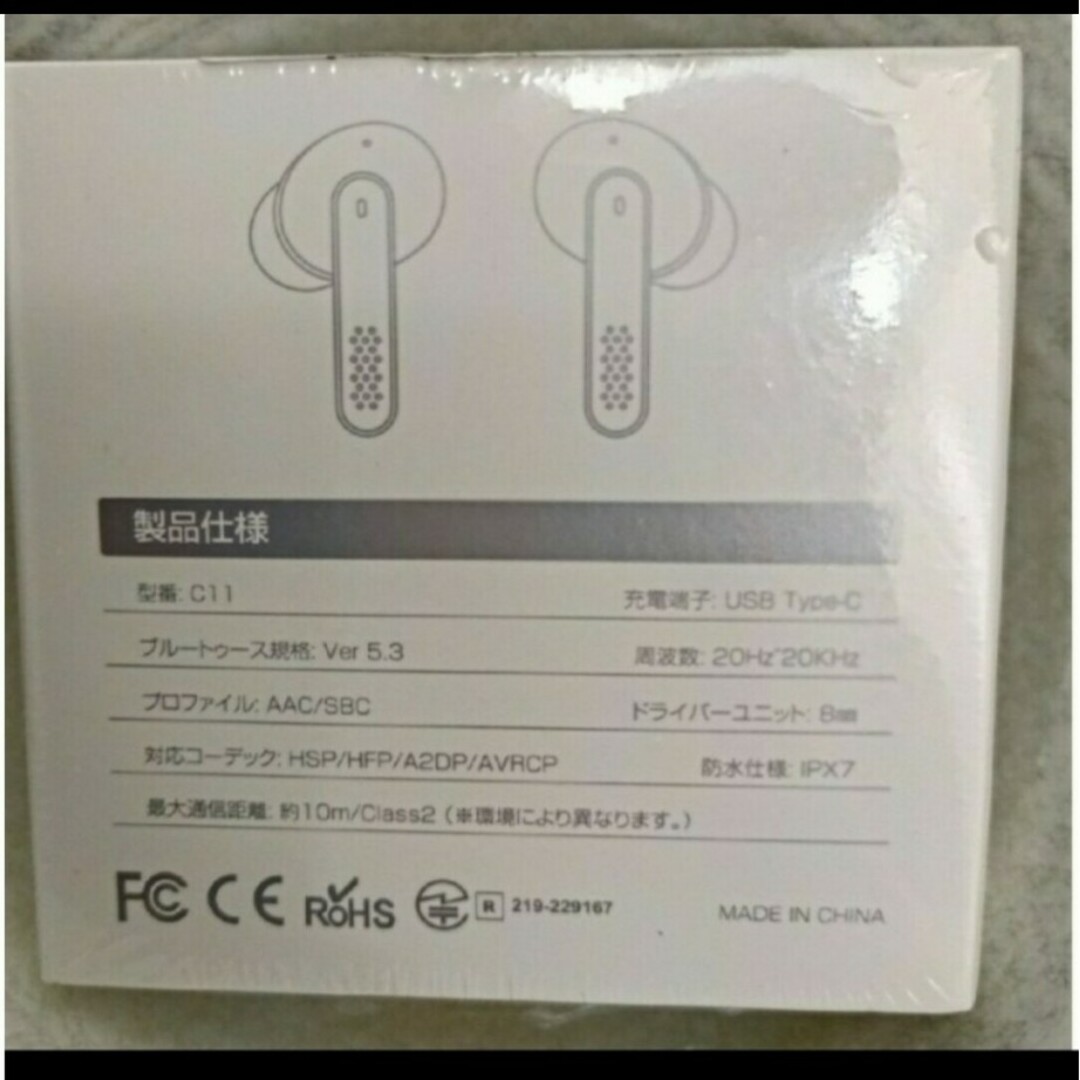 製品仕様
型番: C11
充電端子: USB Type-C
ブルートゥース規格: Ver 5.3
周波数: 20Hz~20KHz
プロファイル: AAC/SBC
ドライバーユニット: 8㎜
対応コーデック: HSP/HFP/A2DP/AVRCP
防水仕様: IPX7
最大通信距離: 約10m/Class2 (※環境により異なります。)
FC CE RoHS R 219-229167
MADE IN CHINA